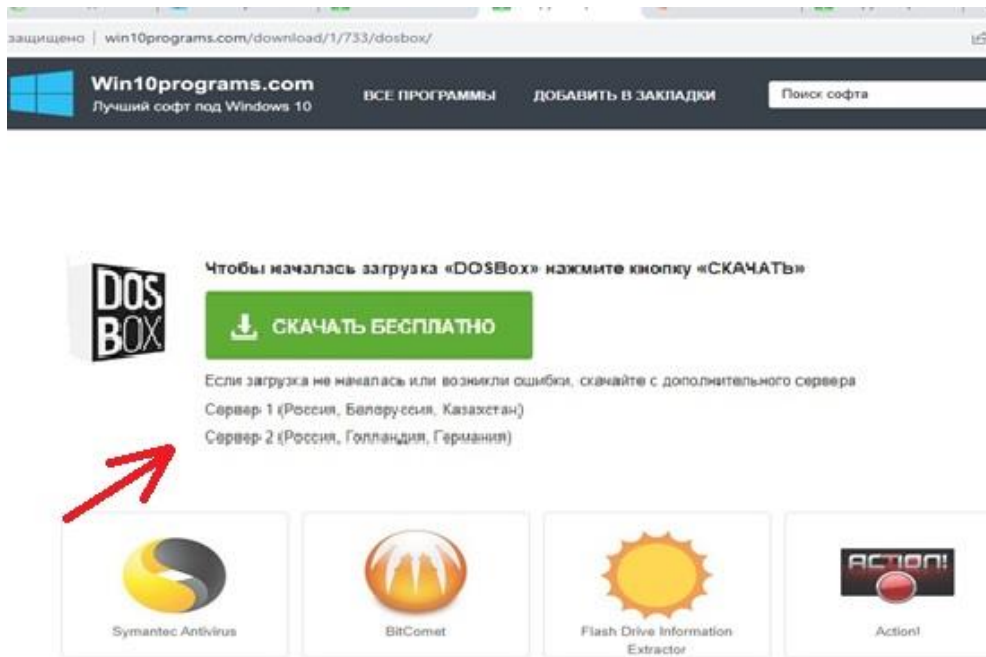 защищено | win10programs.com/download/1/733/dosbox/
Win10programs.com
Лучший софт под Windows 10
ВСЕ ПРОГРАММЫ
ДОБАВИТЬ В ЗАКЛАДКИ
Поиск софта
DOS
BOX
Чтобы началась загрузка «DOSBox» нажмите кнопку «СКАЧАТЬ»
СКАЧАТЬ БЕСПЛАТНО
Если загрузка не началась или возникли ошибки, скачайте с дополнительного сервера
Сервер 1 (Россия, Белоруссия, Казахстан)
Сервер 2 (Россия, Голландия, Германия)
ACTION!
Symantec Antivirus
BitComet
Flash Drive Information
Extractor
Action!